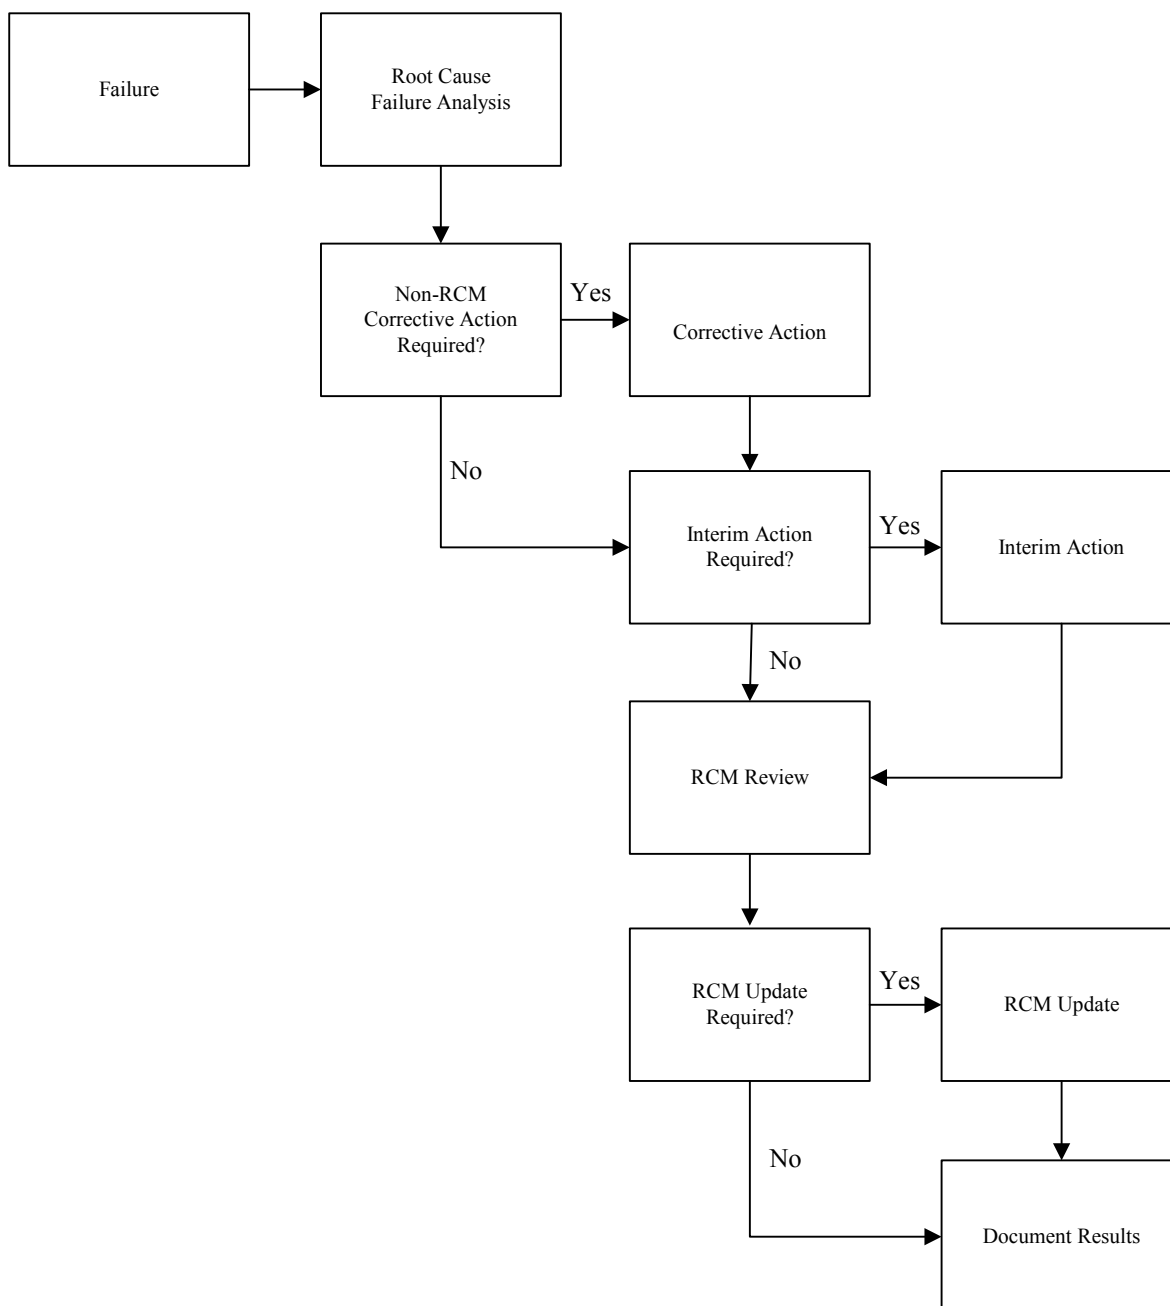 Failure
Root Cause
Failure Analysis
Non-RCM
Corrective Action
Required?
Yes
Corrective Action
No
Interim Action
Required?
Yes
Interim Action
No
RCM Review
RCM Update
Required?
Yes
RCM Update
No
Document Results